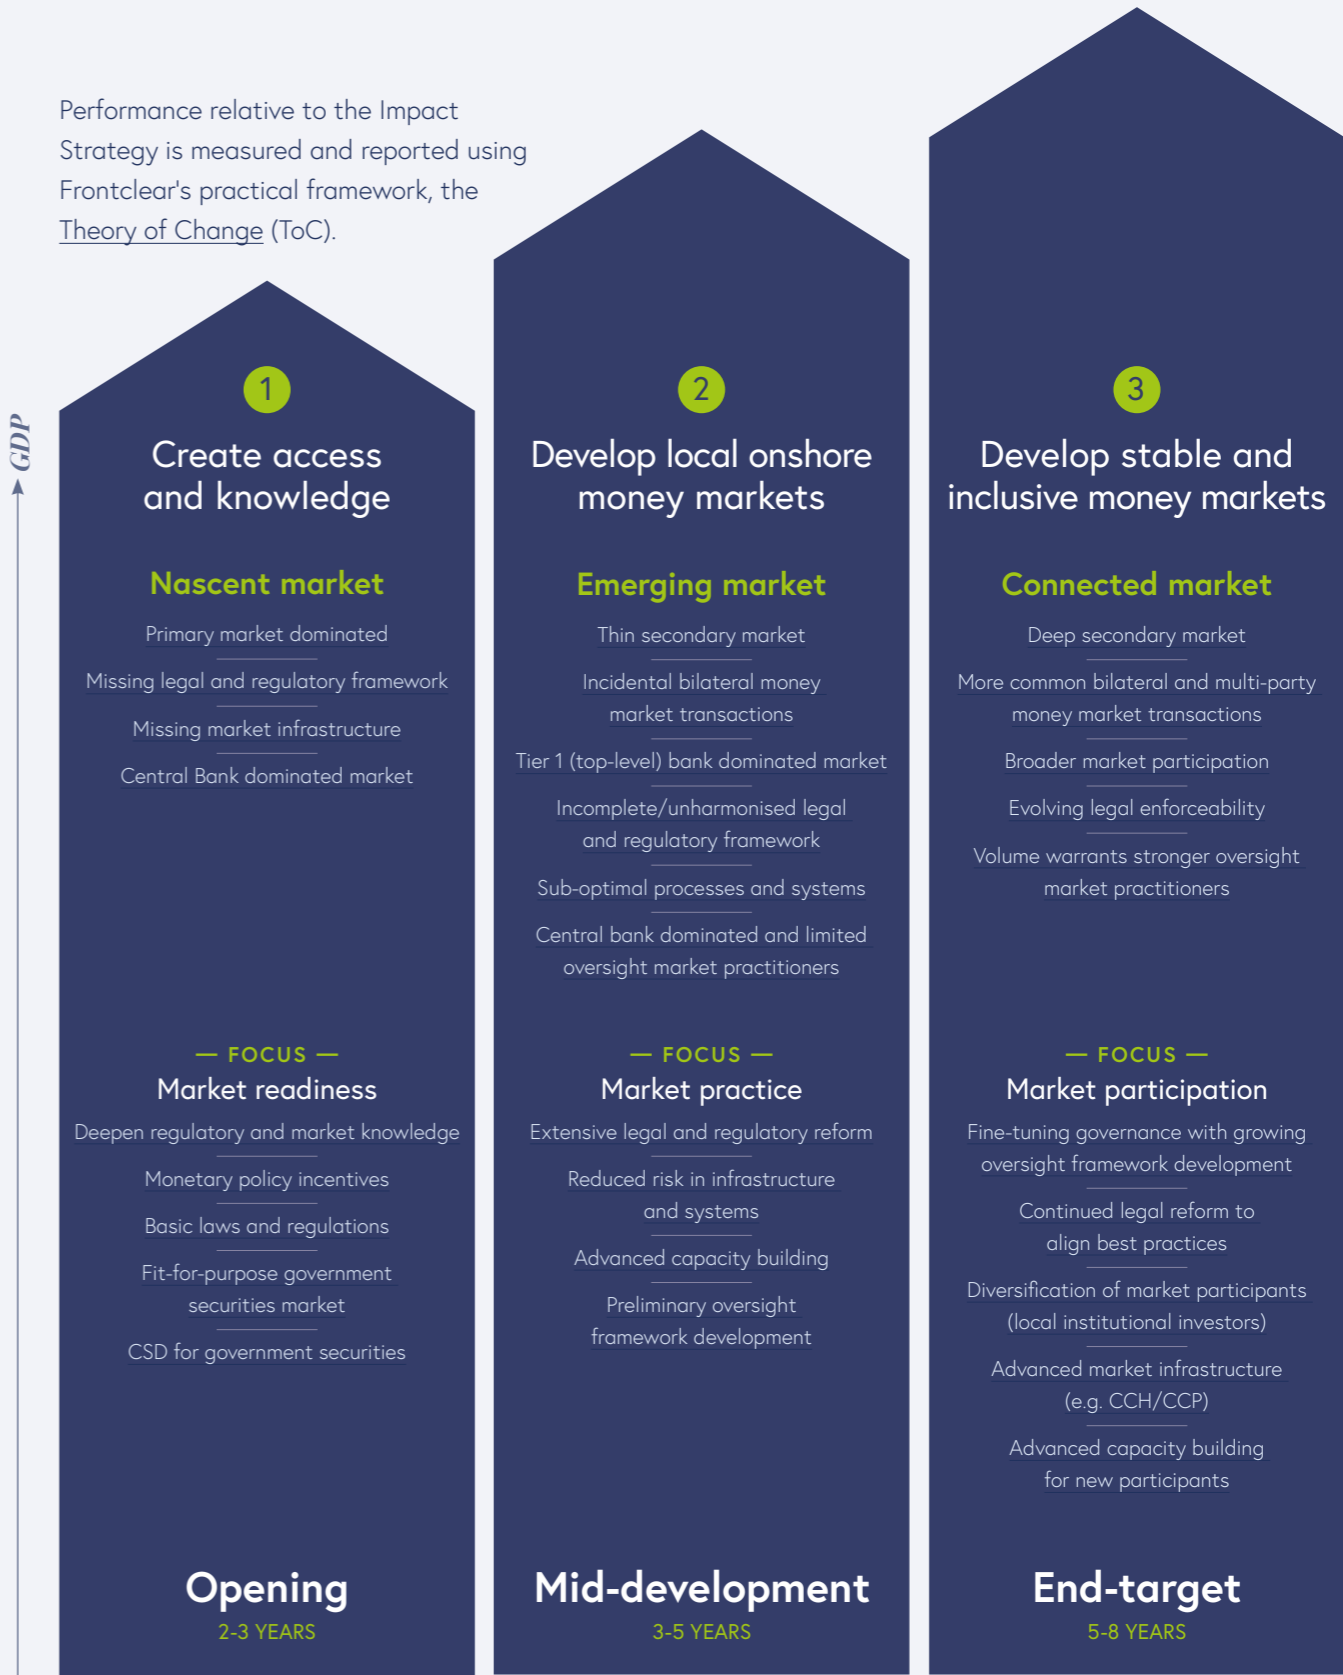 Performance relative to the Impact
Strategy is measured and reported using
Frontclear's practical framework, the
Theory of Change (ToC).
GDP
1
Create access
and knowledge
Nascent market
Primary market dominated
Missing legal and regulatory framework
Missing market infrastructure
Central Bank dominated market
— FOCUS —
Market readiness
Deepen regulatory and market knowledge
Monetary policy incentives
Basic laws and regulations
Fit-for-purpose government
securities market
CSD for government securities
Opening
2-3 YEARS
2
Develop local onshore
money markets
Emerging market
Thin secondary market
Incidental bilateral money
market transactions
Tier 1 (top-level) bank dominated market
Incomplete/unharmonised legal
and regulatory framework
Sub-optimal processes and systems
Central bank dominated and limited
oversight market practitioners
— FOCUS —
Market practice
Extensive legal and regulatory reform
Reduced risk in infrastructure
and systems
Advanced capacity building
Preliminary oversight
framework development
Mid-development
3-5 YEARS
3
Develop stable and
inclusive money markets
Connected market
Deep secondary market
More common bilateral and multi-party
money market transactions
Broader market participation
Evolving legal enforceability
Volume warrants stronger oversight
market practitioners
— FOCUS —
Market participation
Fine-tuning governance with growing
oversight framework development
Continued legal reform to
align best practices
Diversification of market participants
(local institutional investors)
Advanced market infrastructure
(e.g. CCH/CCP)
Advanced capacity building
for new participants
End-target
5-8 YEARS